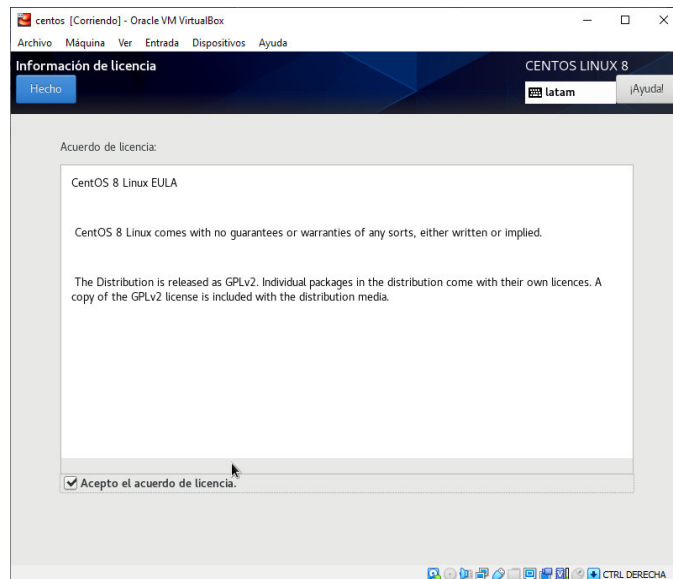 centos [Corriendo] - Oracle VM VirtualBox
Archivo Máquina Ver Entrada Dispositivos Ayuda
Información de licencia
CENTOS LINUX 8
Hecho
latam
¡Ayuda!
Acuerdo de licencia:
CentOS 8 Linux EULA
CentOS 8 Linux comes with no guarantees or warranties of any sorts, either written or implied.
The Distribution is released as GPLv2. Individual packages in the distribution come with their own licences. A
copy of the GPLv2 license is included with the distribution media.
Acepto el acuerdo de licencia.
CTRL DERECHA